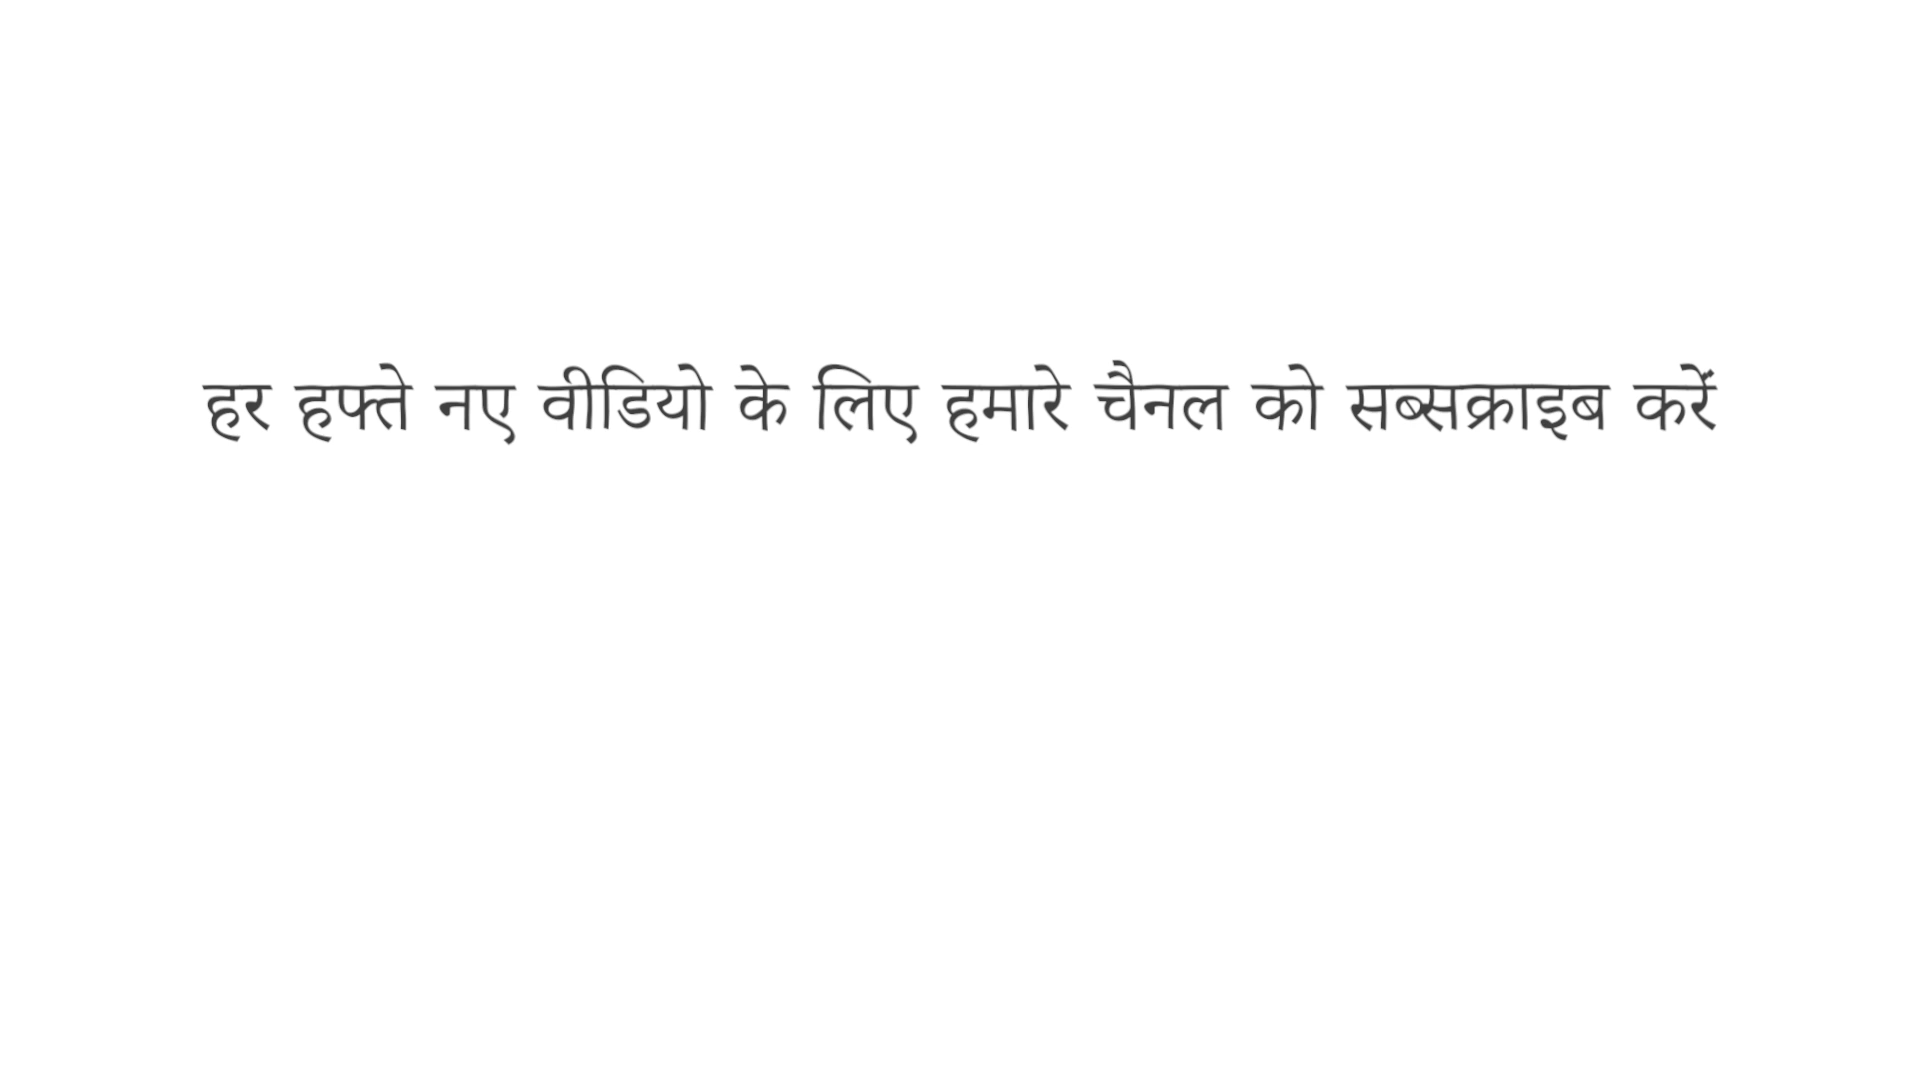 हर हफ्ते नए वीडियो के लिए हमारे चैनल को सब्सक्राइब करें